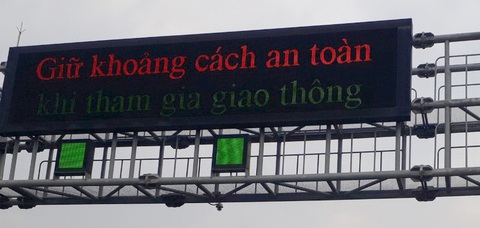 Giữ khoảng cách an toàn
khi tham gia giao thông